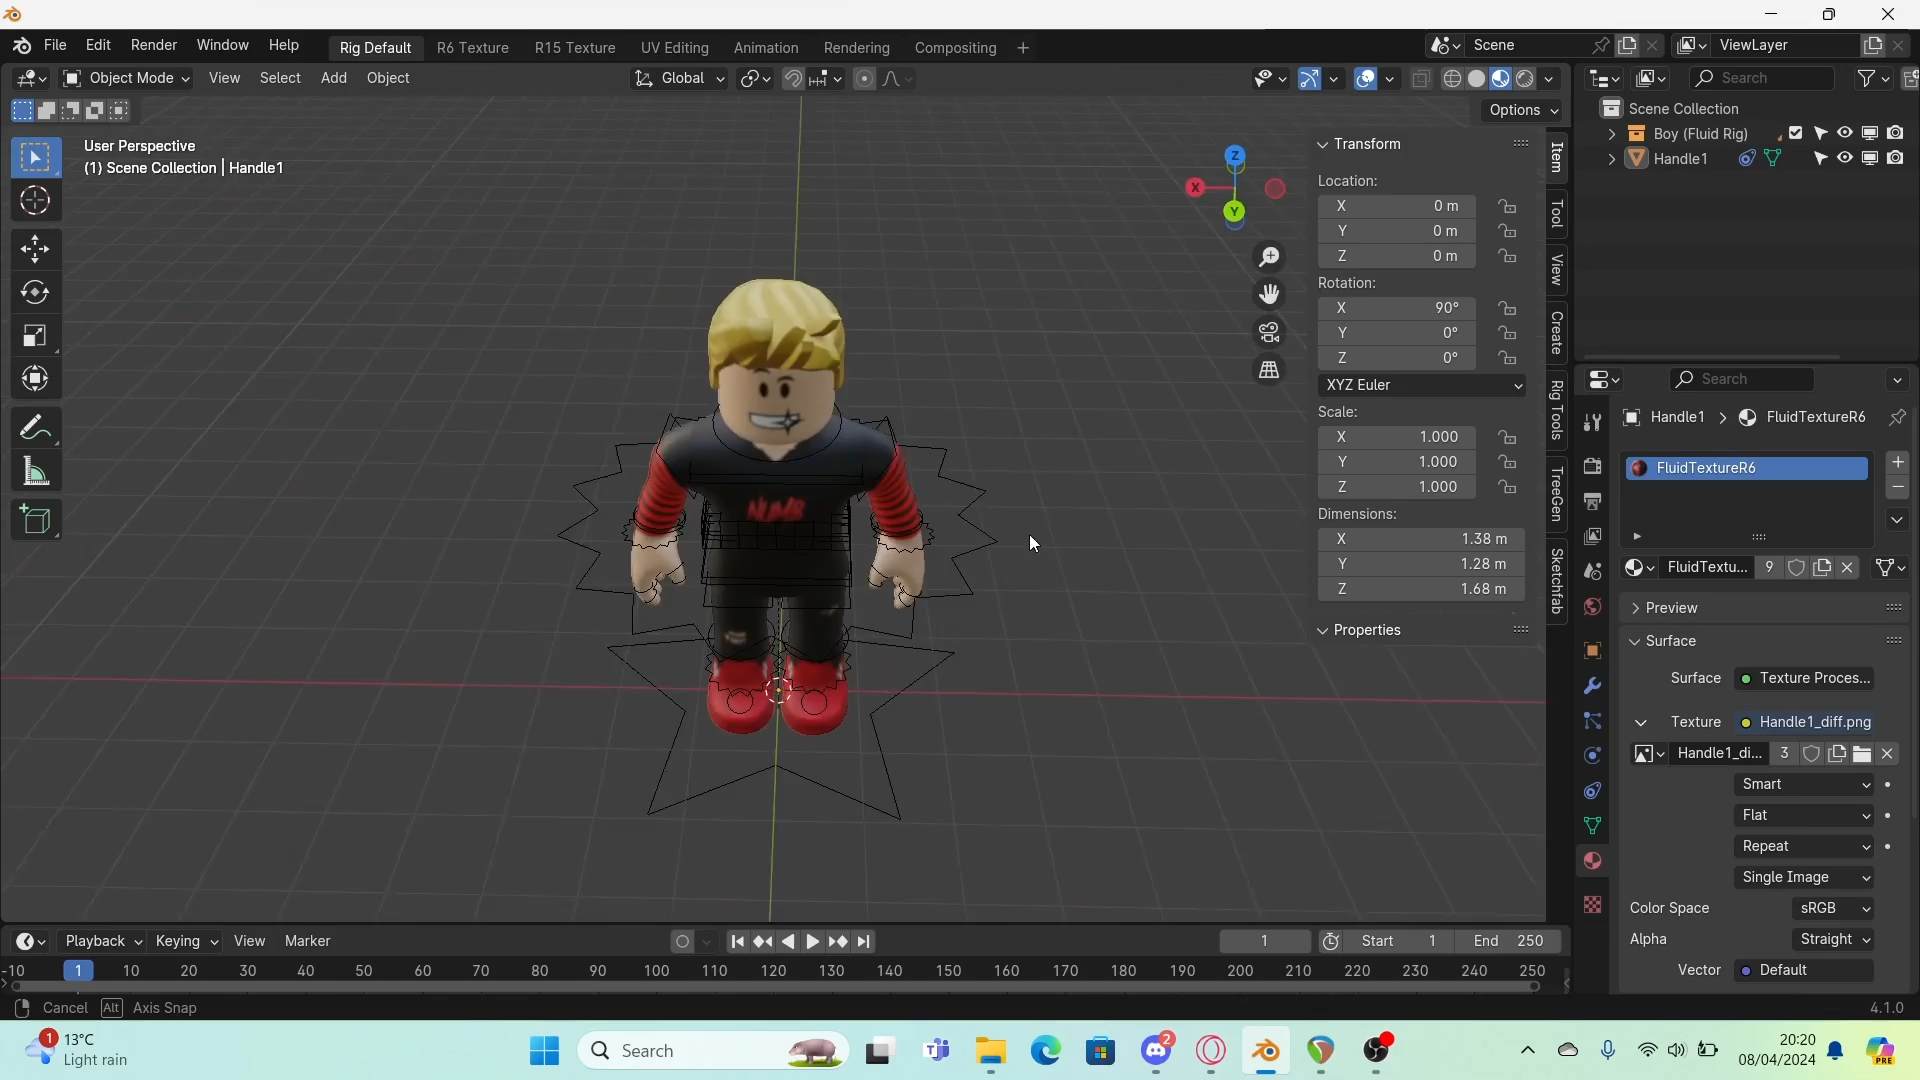 File Edit Render Window Help Rig Default R6 Texture R15 Texture UV Editing Animation Rendering Compositing Scene ViewLayer
Object Mode View Select Add Object Global Search
Options
User Perspective
(1) Scene Collection | Handle1
Z
X
Y
NUMB
Transform
Location:
X 0 m
Y 0 m
Z 0 m
Rotation:
X 90°
Y 0°
Z 0°
XYZ Euler
Scale:
X 1.000
Y 1.000
Z 1.000
Dimensions:
X 1.38 m
Y 1.28 m
Z 1.68 m
Properties
Item
Tool
View
Create
Rig Tools
TreeGen
Sketchfab
Scene Collection
Boy (Fluid Rig)
Handle1
Search
Handle1 FluidTextureR6
FluidTextureR6
FluidTextu... 9
Preview
Surface
Surface Texture Proces...
Texture Handle1_diff.png
Handle1_di... 3
Smart
Flat
Repeat
Single Image
Color Space sRGB
Alpha Straight
Vector Default
Playback Keying View Marker 1 Start 1 End 250
-10 1 10 20 30 40 50 60 70 80 90 100 110 120 130 140 150 160 170 180 190 200 210 220 230 240 250
Cancel Alt Axis Snap 4.1.0
1 13°C
Light rain
Search
2
20:20
08/04/2024
PRE